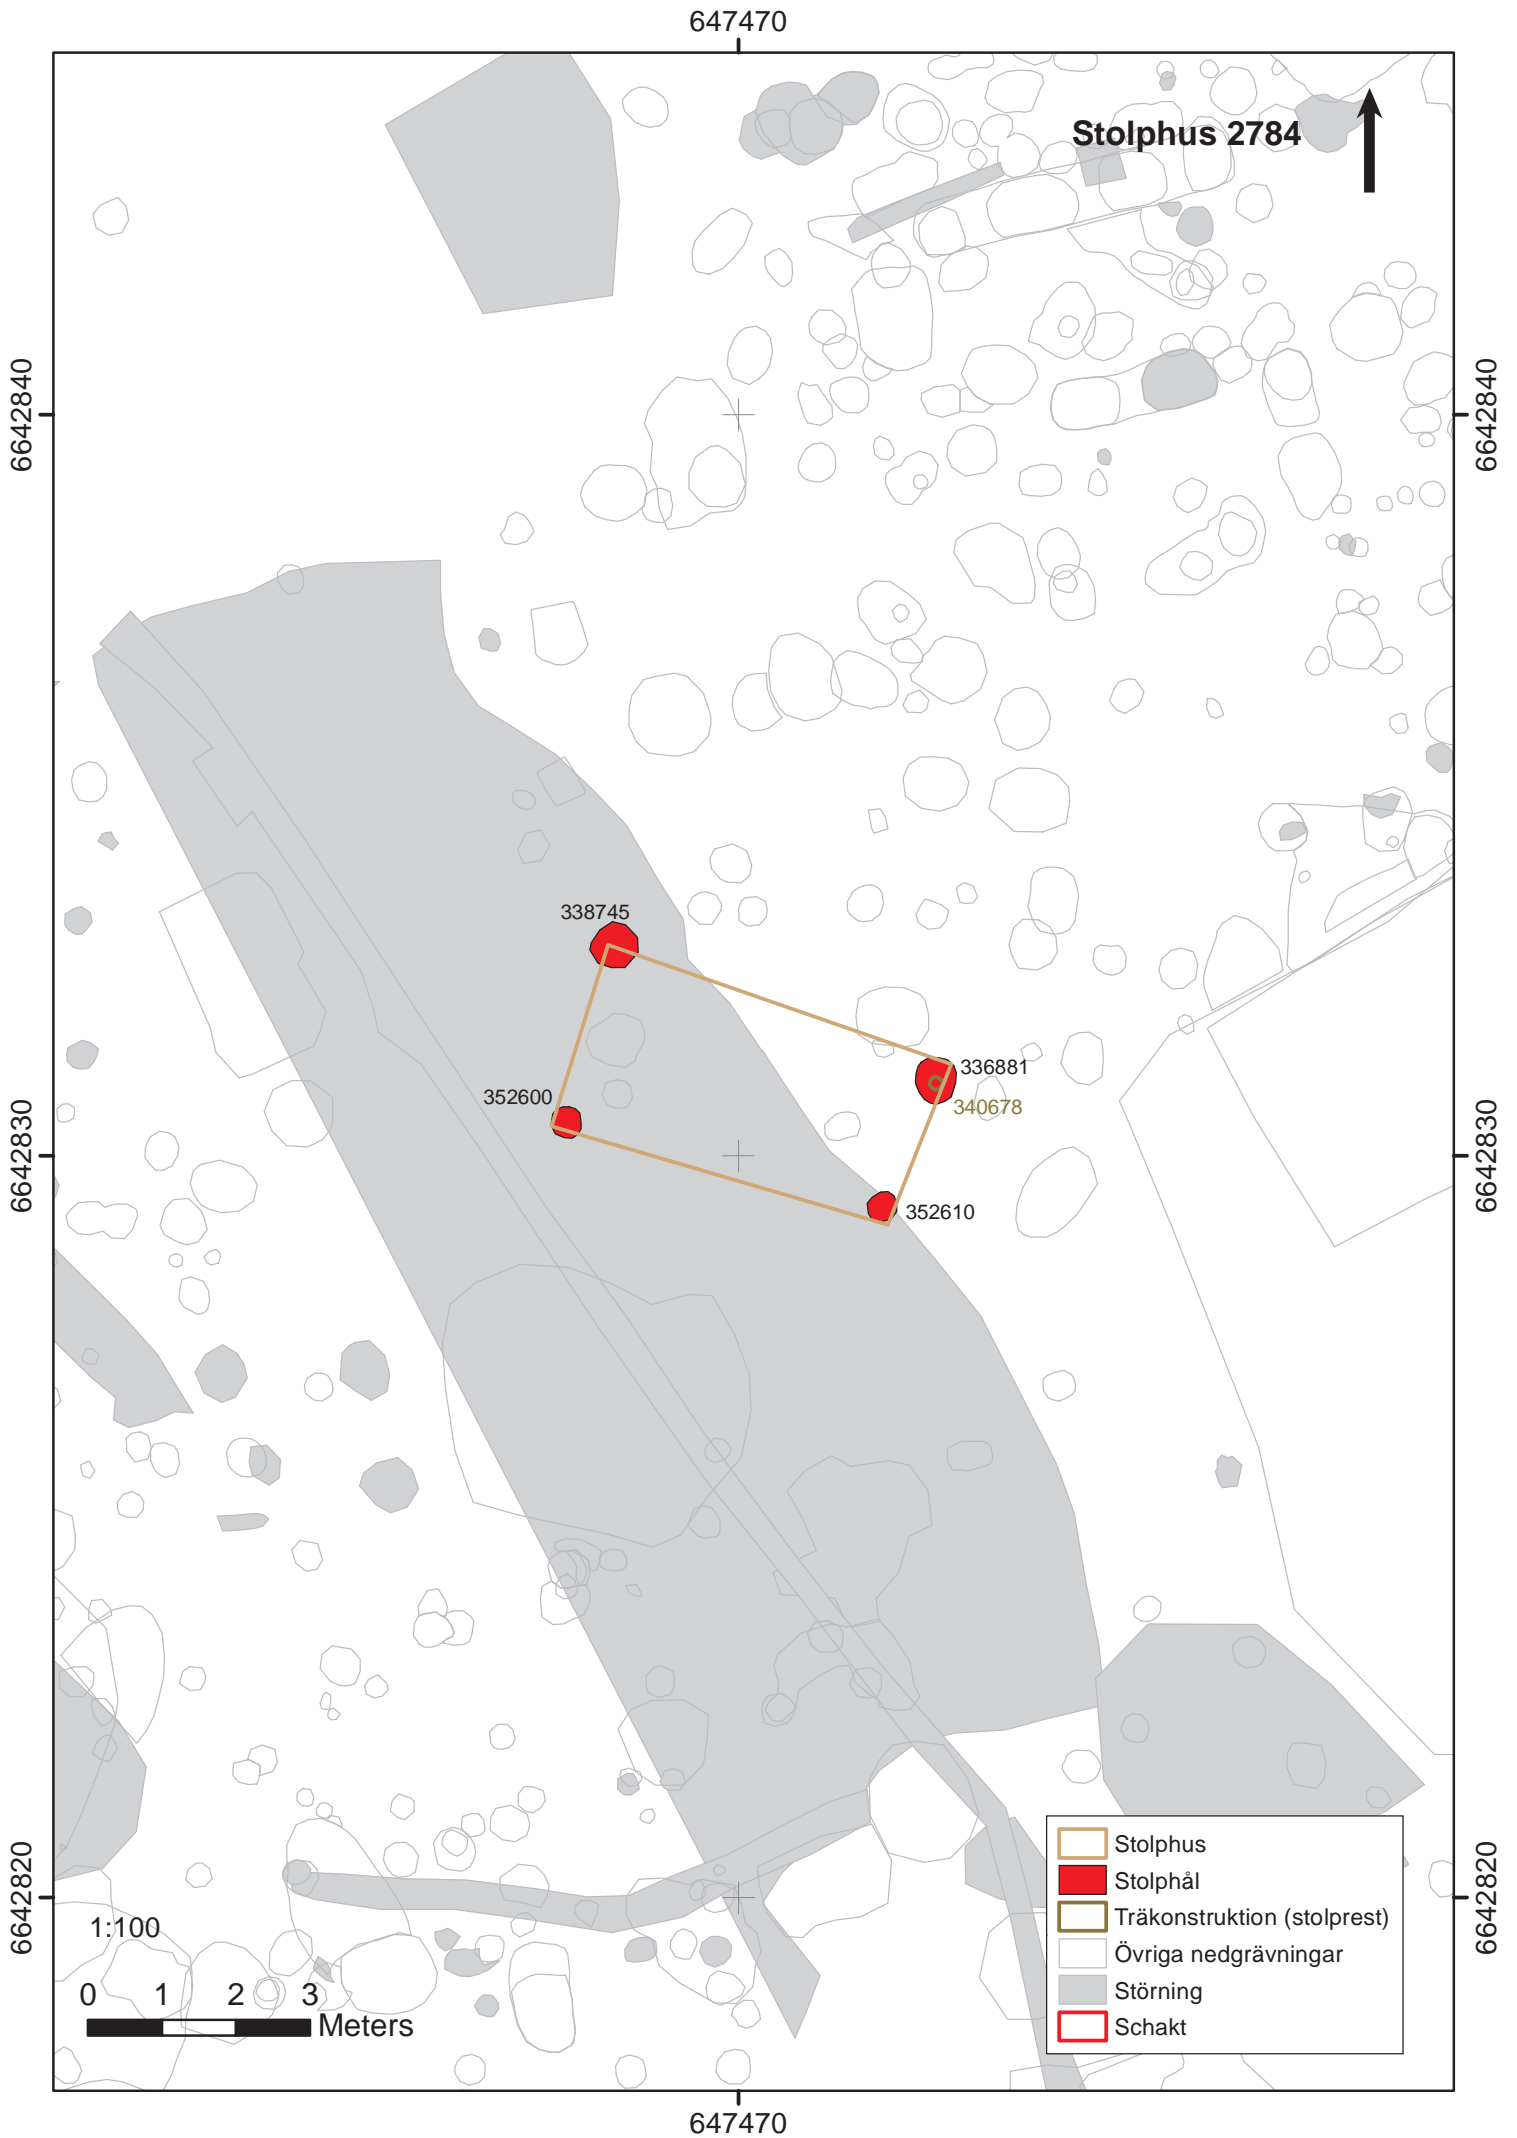 647470
Stolphus 2784
6642840
6642840
338745
336881
352600
340678
6642830
6642830
352610
Stolphus
Stolphål
Träkonstruktion (stolprest)
Övriga nedgrävningar
Störning
Schakt
6642820
6642820
1:100
0 1 2 3
Meters
647470